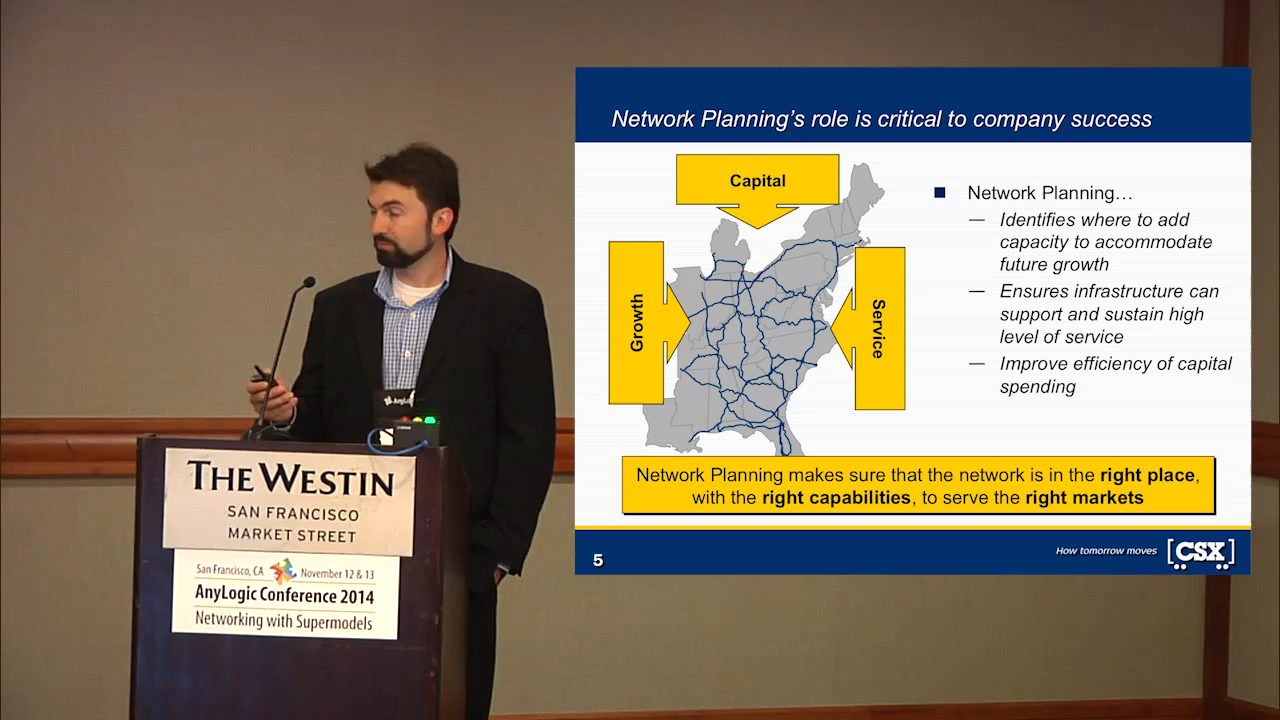 Network Planning's role is critical to company success
Capital
Growth
Service
Network Planning…
— Identifies where to add
capacity to accommodate
future growth
— Ensures infrastructure can
support and sustain high
level of service
— Improve efficiency of capital
spending
Network Planning makes sure that the network is in the right place,
with the right capabilities, to serve the right markets
5
How tomorrow moves
[CSX]
THE WESTIN
SAN FRANCISCO
MARKET STREET
San Francisco, CA November 12 & 13
AnyLogic Conference 2014
Networking with Supermodels